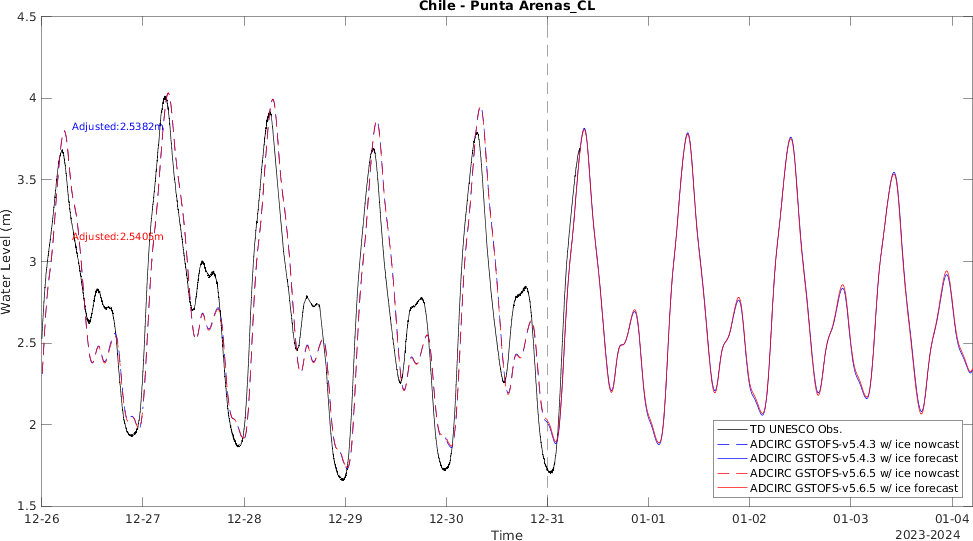 Chile - Punta Arenas_CL
4.5
4
3.5
3
2.5
2
1.5
Water Level (m)
Adjusted:2.5382m
Adjusted:2.5405m
TD UNESCO Obs.
ADCIRC GSTOFS-v5.4.3 w/ ice nowcast
ADCIRC GSTOFS-v5.4.3 w/ ice forecast
ADCIRC GSTOFS-v5.6.5 w/ ice nowcast
ADCIRC GSTOFS-v5.6.5 w/ ice forecast
12-26 12-27 12-28 12-29 12-30 12-31 01-01 01-02 01-03 01-04
Time
2023-2024